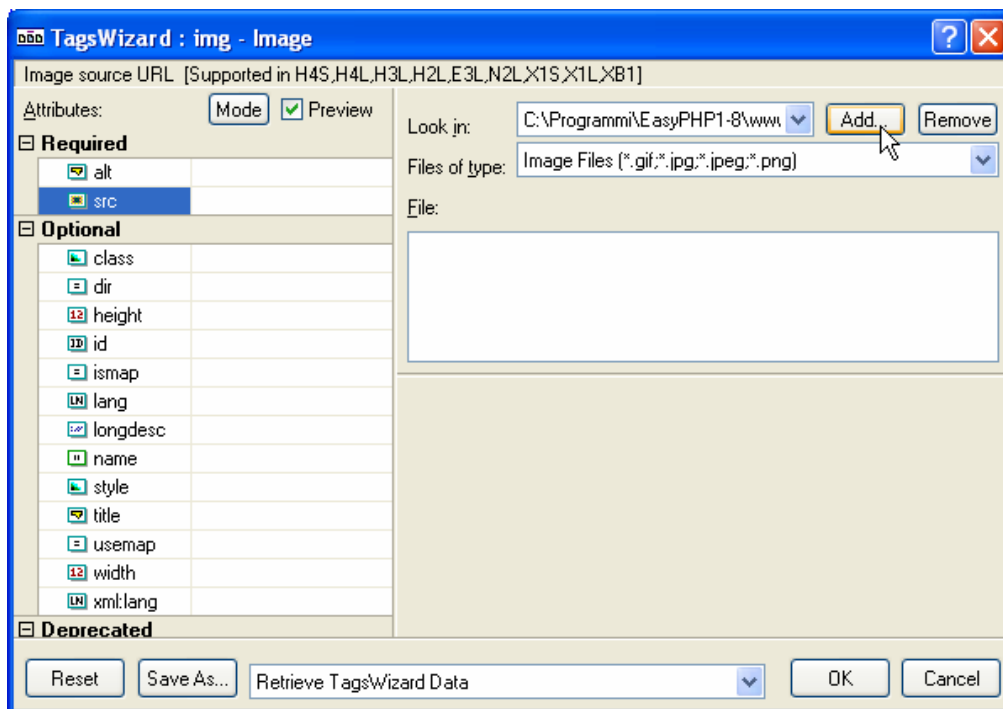 TagsWizard : img - Image
Image source URL [Supported in H4S,H4L,H3L,H2L,E3L,N2L,X1S,X1L,XB1]
Attributes:
Mode
Preview
Required
alt
src
Optional
class
dir
height
id
ismap
lang
longdesc
name
style
title
usemap
width
xml:lang
Deprecated
Look in:
C:\Programmi\EasyPHP1-8\www
Add...
Remove
Files of type:
Image Files (*.gif;*.jpg;*.jpeg;*.png)
File:
Reset
Save As...
Retrieve TagsWizard Data
OK
Cancel